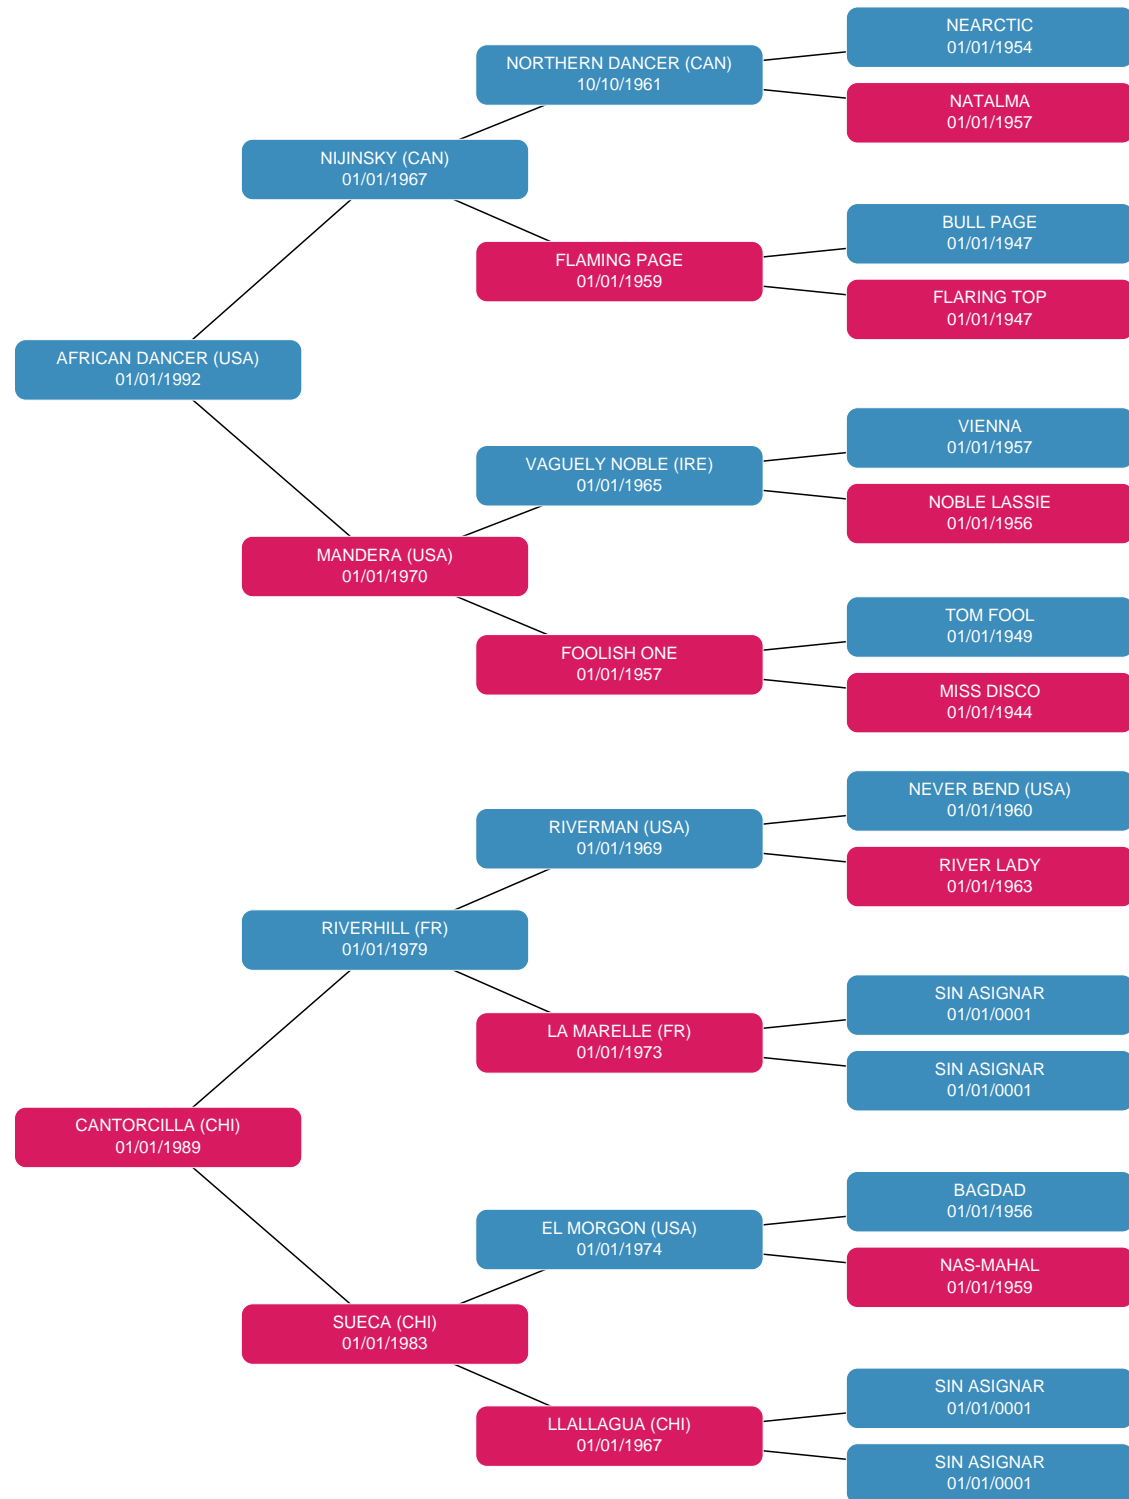 NEARCTIC
01/01/1954
NORTHERN DANCER (CAN)
10/10/1961
NATALMA
01/01/1957
NIJINSKY (CAN)
01/01/1967
BULL PAGE
01/01/1947
FLAMING PAGE
01/01/1959
FLARING TOP
01/01/1947
AFRICAN DANCER (USA)
01/01/1992
VIENNA
01/01/1957
VAGUELY NOBLE (IRE)
01/01/1965
NOBLE LASSIE
01/01/1956
MANDERA (USA)
01/01/1970
TOM FOOL
01/01/1949
FOOLISH ONE
01/01/1957
MISS DISCO
01/01/1944
NEVER BEND (USA)
01/01/1960
RIVERMAN (USA)
01/01/1969
RIVER LADY
01/01/1963
RIVERHILL (FR)
01/01/1979
SIN ASIGNAR
01/01/0001
LA MARELLE (FR)
01/01/1973
SIN ASIGNAR
01/01/0001
CANTORCILLA (CHI)
01/01/1989
BAGDAD
01/01/1956
EL MORGON (USA)
01/01/1974
NAS-MAHAL
01/01/1959
SUECA (CHI)
01/01/1983
SIN ASIGNAR
01/01/0001
LLALLAGUA (CHI)
01/01/1967
SIN ASIGNAR
01/01/0001